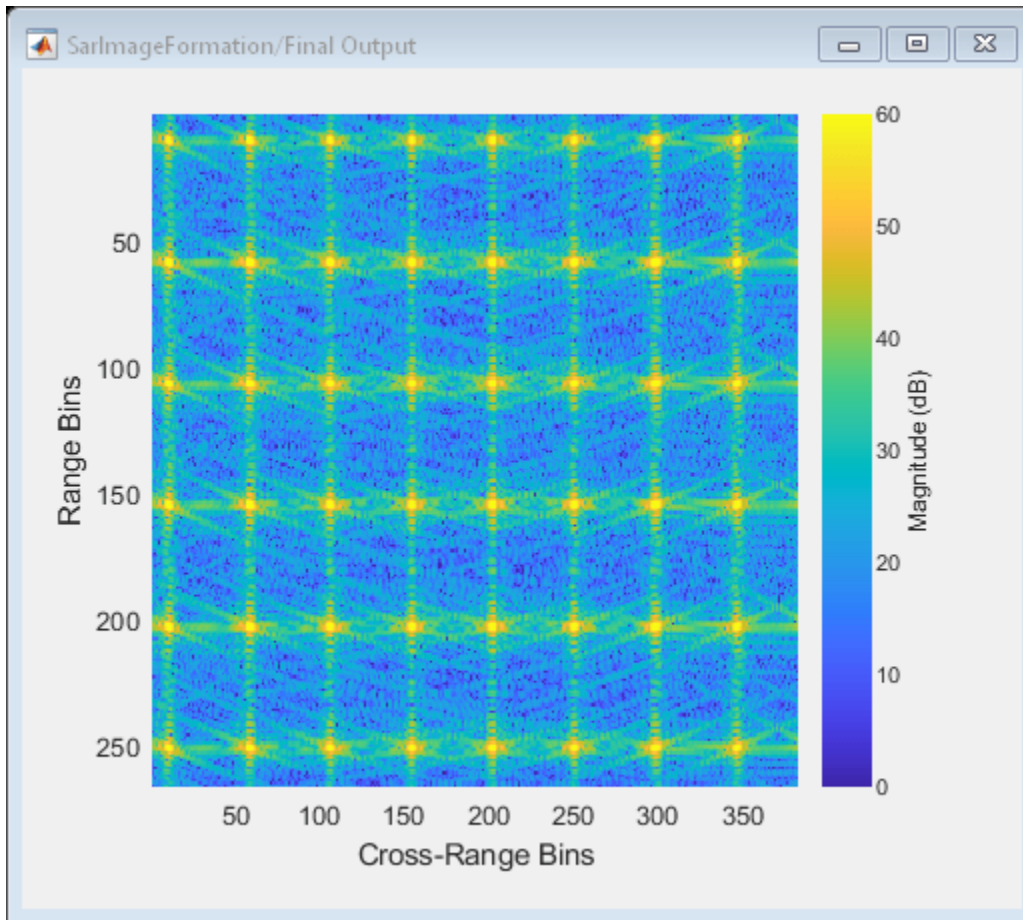 SarImageFormation/Final Output
60
50
40
30
20
10
0
Magnitude (dB)
50
100
150
200
250
Range Bins
50 100 150 200 250 300 350
Cross-Range Bins